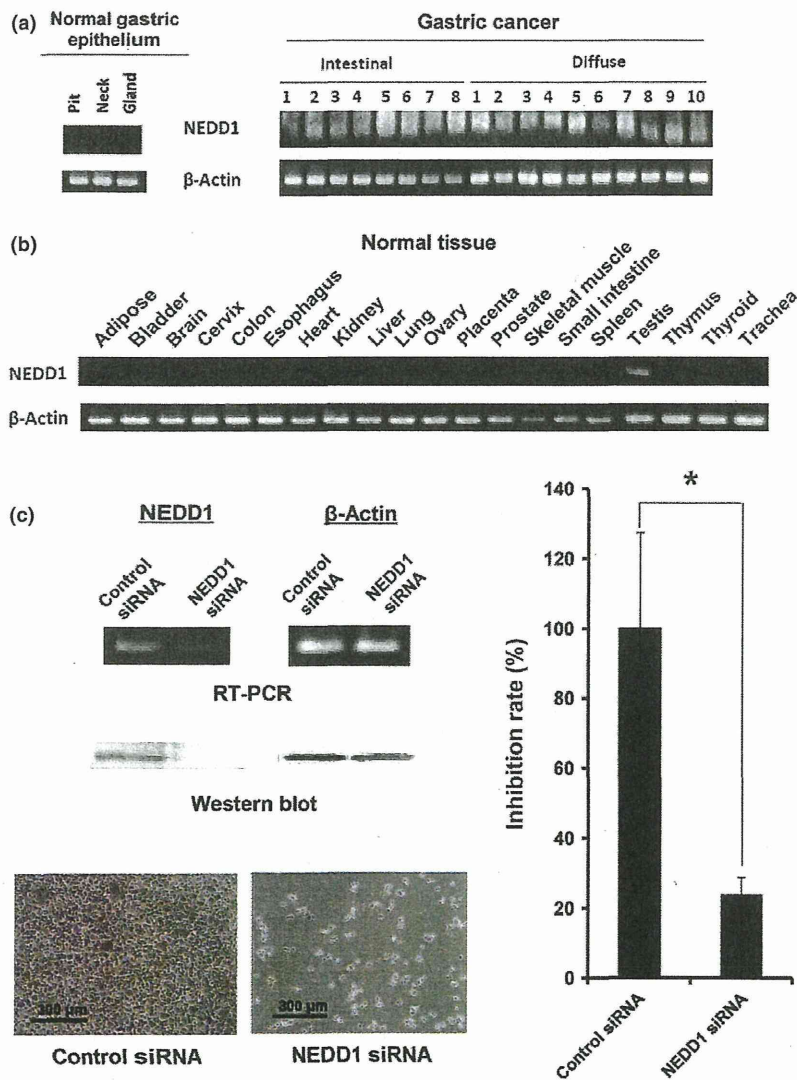 (a)
Normal gastric
epithelium
Pit
Neck
Gland
Gastric cancer
Intestinal
Diffuse
1 2 3 4 5 6 7 8 1 2 3 4 5 6 7 8 9 10
NEDD1
β-Actin
(b)
Normal tissue
Adipose
Bladder
Brain
Cervix
Colon
Esophagus
Heart
Kidney
Liver
Lung
Ovary
Placenta
Prostate
Skeletal muscle
Small intestine
Spleen
Testis
Thymus
Thyroid
Trachea
NEDD1
β-Actin
(c)
NEDD1
β-Actin
Control
siRNA
NEDD1
siRNA
Control
siRNA
NEDD1
siRNA
RT-PCR
Western blot
300 µm
300 µm
Control siRNA
NEDD1 siRNA
Inhibition rate (%)
140
120
100
80
60
40
20
0
*
Control siRNA
NEDD1 siRNA